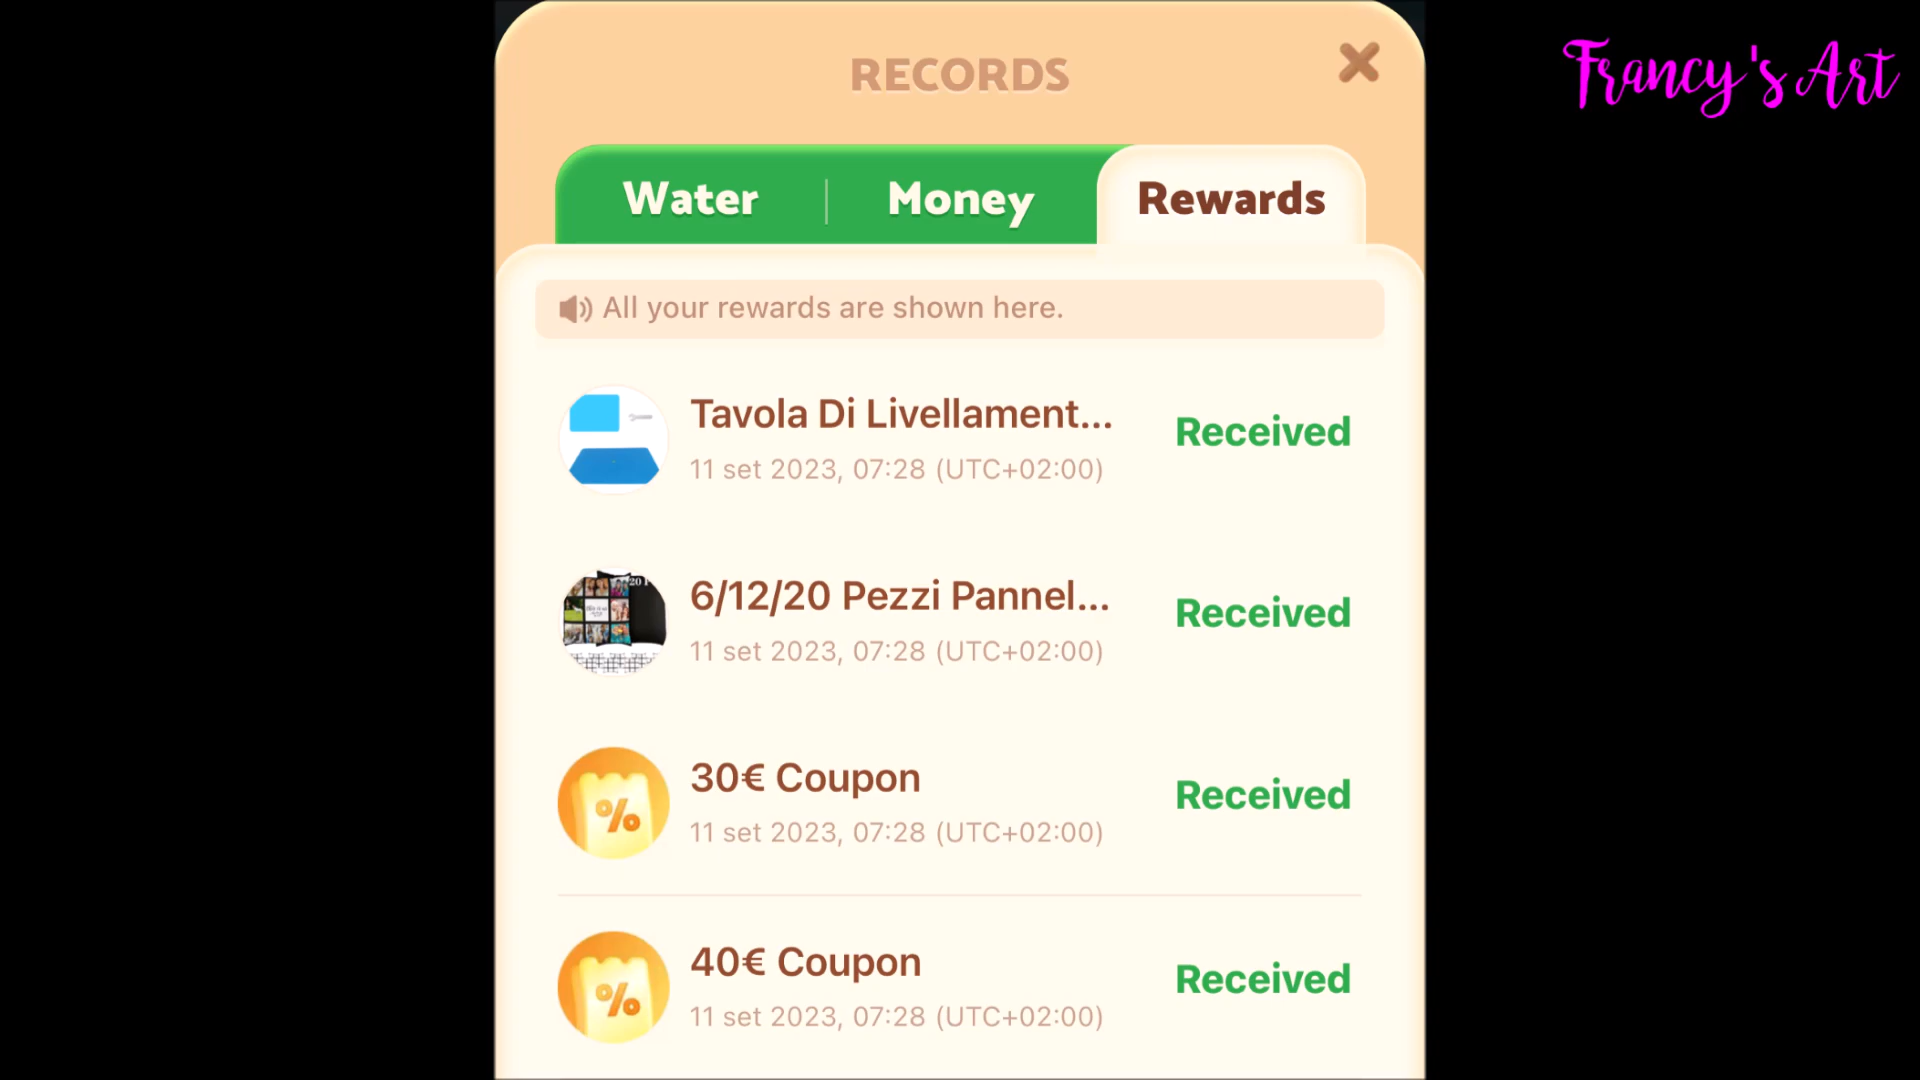 RECORDS
Francy's Art
Water
Money
Rewards
All your rewards are shown here.
Tavola Di Livellament...
Received
11 set 2023, 07:28 (UTC+02:00)
6/12/20 Pezzi Pannel...
Received
11 set 2023, 07:28 (UTC+02:00)
30€ Coupon
Received
11 set 2023, 07:28 (UTC+02:00)
40€ Coupon
Received
11 set 2023, 07:28 (UTC+02:00)